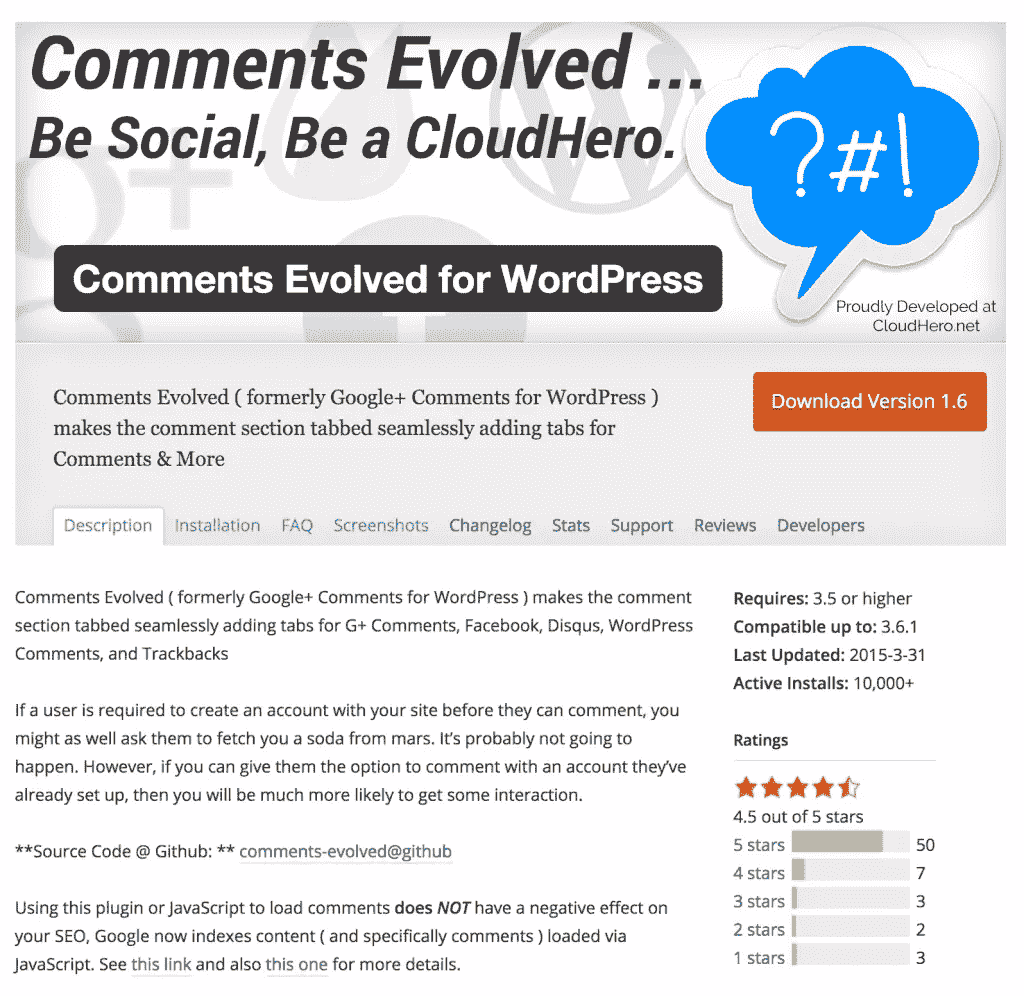 Comments Evolved ...
Be Social, Be a CloudHero.
?#!
Comments Evolved for WordPress
Proudly Developed at
CloudHero.net
Comments Evolved ( formerly Google+ Comments for WordPress )
makes the comment section tabbed seamlessly adding tabs for
Comments & More
Download Version 1.6
Description Installation FAQ Screenshots Changelog Stats Support Reviews Developers
Comments Evolved ( formerly Google+ Comments for WordPress ) makes the comment
section tabbed seamlessly adding tabs for G+ Comments, Facebook, Disqus, WordPress
Comments, and Trackbacks
If a user is required to create an account with your site before they can comment, you
might as well ask them to fetch you a soda from mars. It's probably not going to
happen. However, if you can give them the option to comment with an account they've
already set up, then you will be much more likely to get some interaction.
**Source Code @ Github: ** comments-evolved@github
Using this plugin or JavaScript to load comments does NOT have a negative effect on
your SEO, Google now indexes content ( and specifically comments ) loaded via
JavaScript. See this link and also this one for more details.
Requires: 3.5 or higher
Compatible up to: 3.6.1
Last Updated: 2015-3-31
Active Installs: 10,000+
Ratings
4.5 out of 5 stars
5 stars 50
4 stars 7
3 stars 3
2 stars 2
1 stars 3